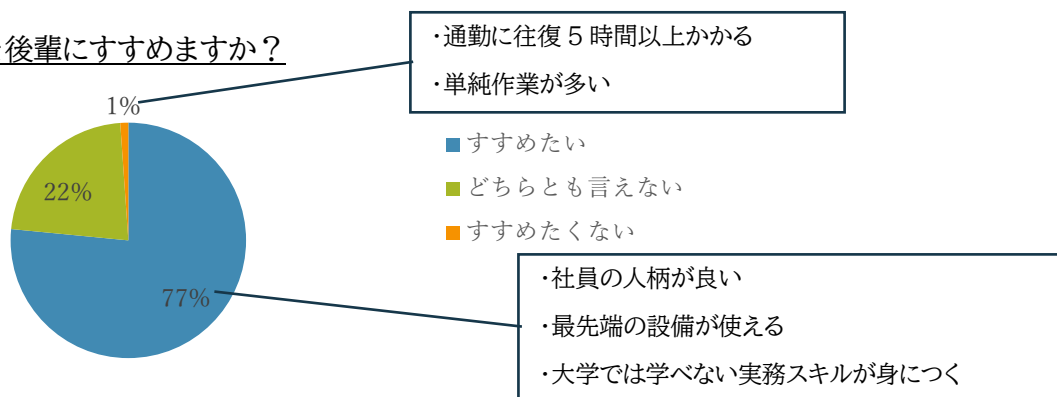 後輩にすすめますか？
・通勤に往復５時間以上かかる
・単純作業が多い
1%
22%
77%
すすめたい
どちらとも言えない
すすめたくない
・社員の人柄が良い
・最先端の設備が使える
・大学では学べない実務スキルが身につく